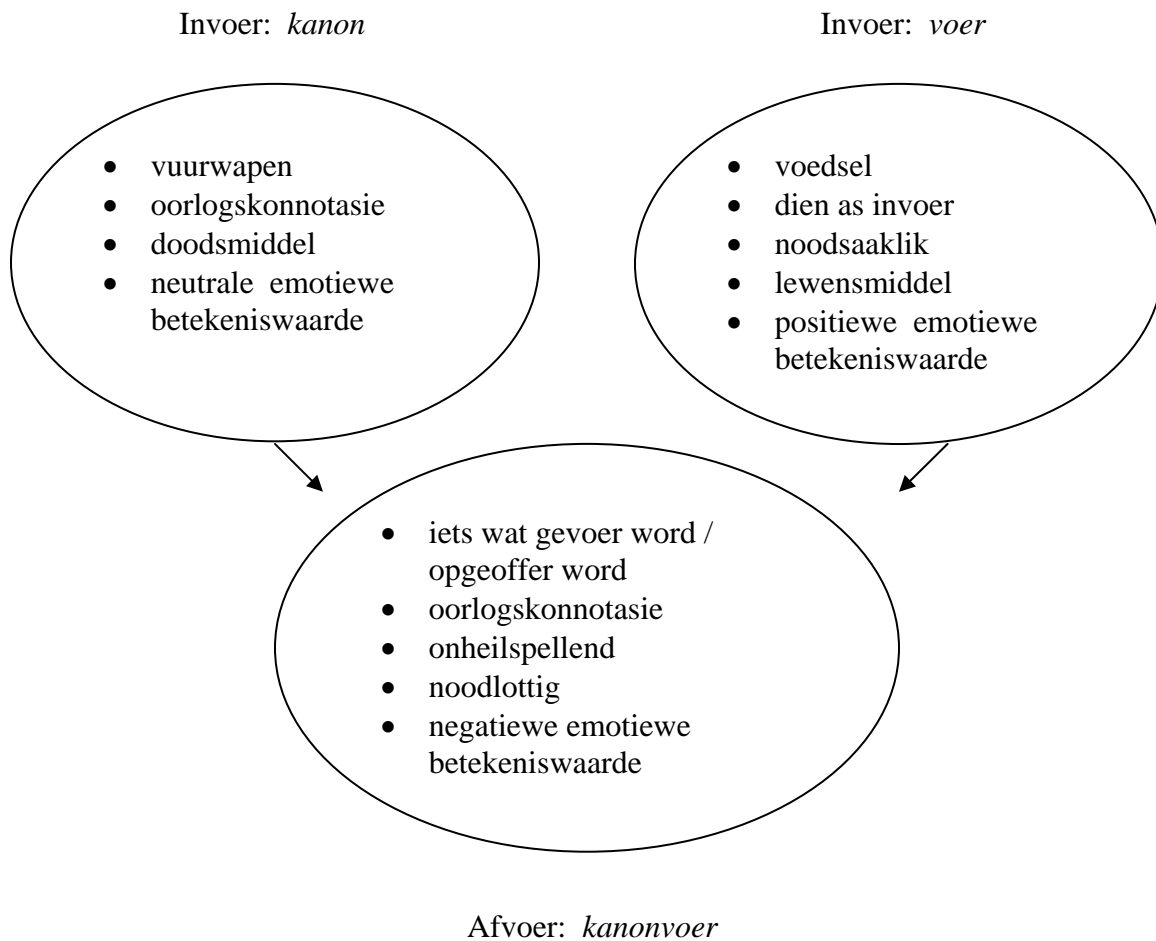 Invoer: kanon
Invoer: voer
• vuurwapen
• oorlogskonnotasie
• doodsmiddel
• neutrale emotiewe
betekeniswaarde
• voedsel
• dien as invoer
• noodsaaklik
• lewensmiddel
• positiewe emotiewe
betekeniswaarde
• iets wat gevoer word /
opgeoffer word
• oorlogskonnotasie
• onheilspellend
• noodlottig
• negatiewe emotiewe
betekeniswaarde
Afvoer: kanonvoer